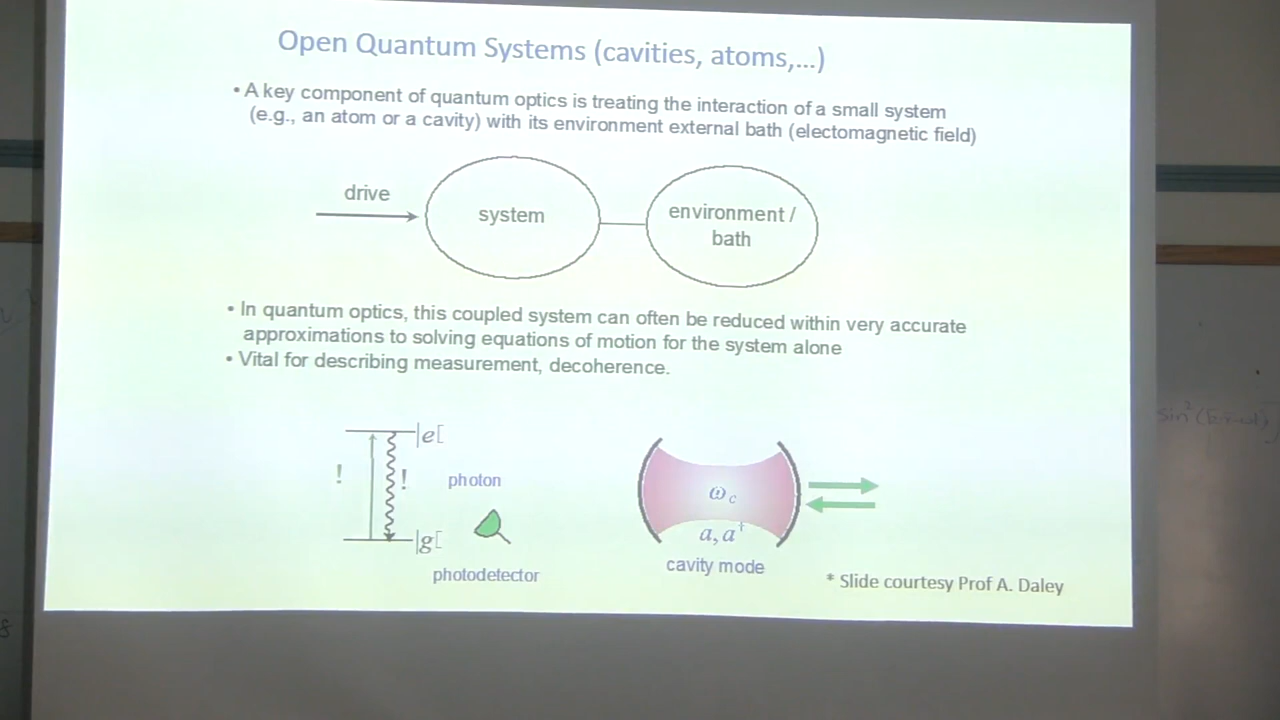 Open Quantum Systems (cavities, atoms,...)
• A key component of quantum optics is treating the interaction of a small system
(e.g., an atom or a cavity) with its environment external bath (electomagnetic field)
drive
system
environment /
bath
• In quantum optics, this coupled system can often be reduced within very accurate
approximations to solving equations of motion for the system alone
• Vital for describing measurement, decoherence.
|e[
! !
photon
|g[
photodetector
ω_c
a, a†
cavity mode
* Slide courtesy Prof A. Daley